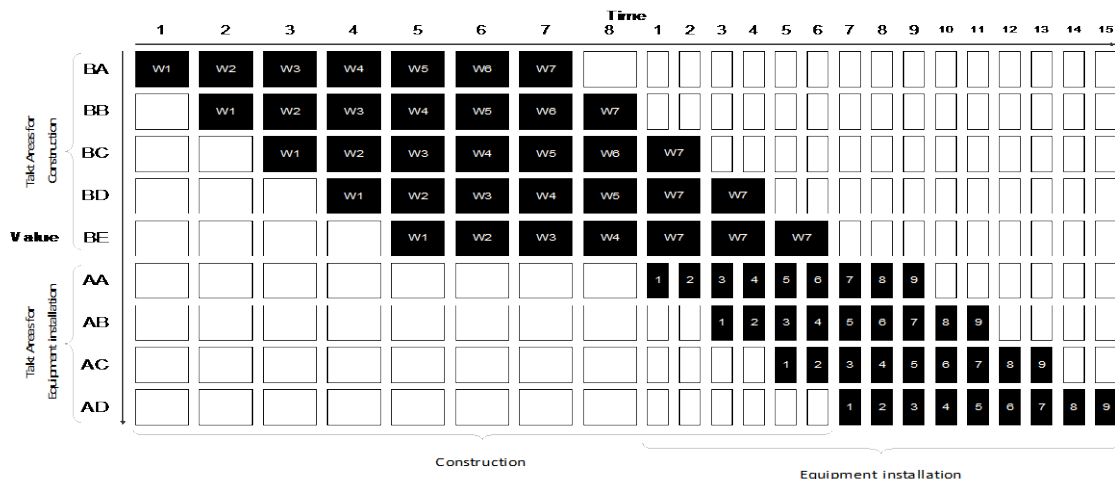 Time
1 2 3 4 5 6 7 8 1 2 3 4 5 6 7 8 9 10 11 12 13 14 15
BA W1 W2 W3 W4 W5 W6 W7
BB W1 W2 W3 W4 W5 W6 W7
BC W1 W2 W3 W4 W5 W6 W7
BD W1 W2 W3 W4 W5 W7 W7
BE W1 W2 W3 W4 W7 W7 W7
AA 1 2 3 4 5 6 7 8 9
AB 1 2 3 4 5 6 7 8 9
AC 1 2 3 4 5 6 7 8 9
AD 1 2 3 4 5 6 7 8 9
Takt Areasfor
Construction
Value
Takt Areasfor
Equipment installation
Construction
Equipment installation